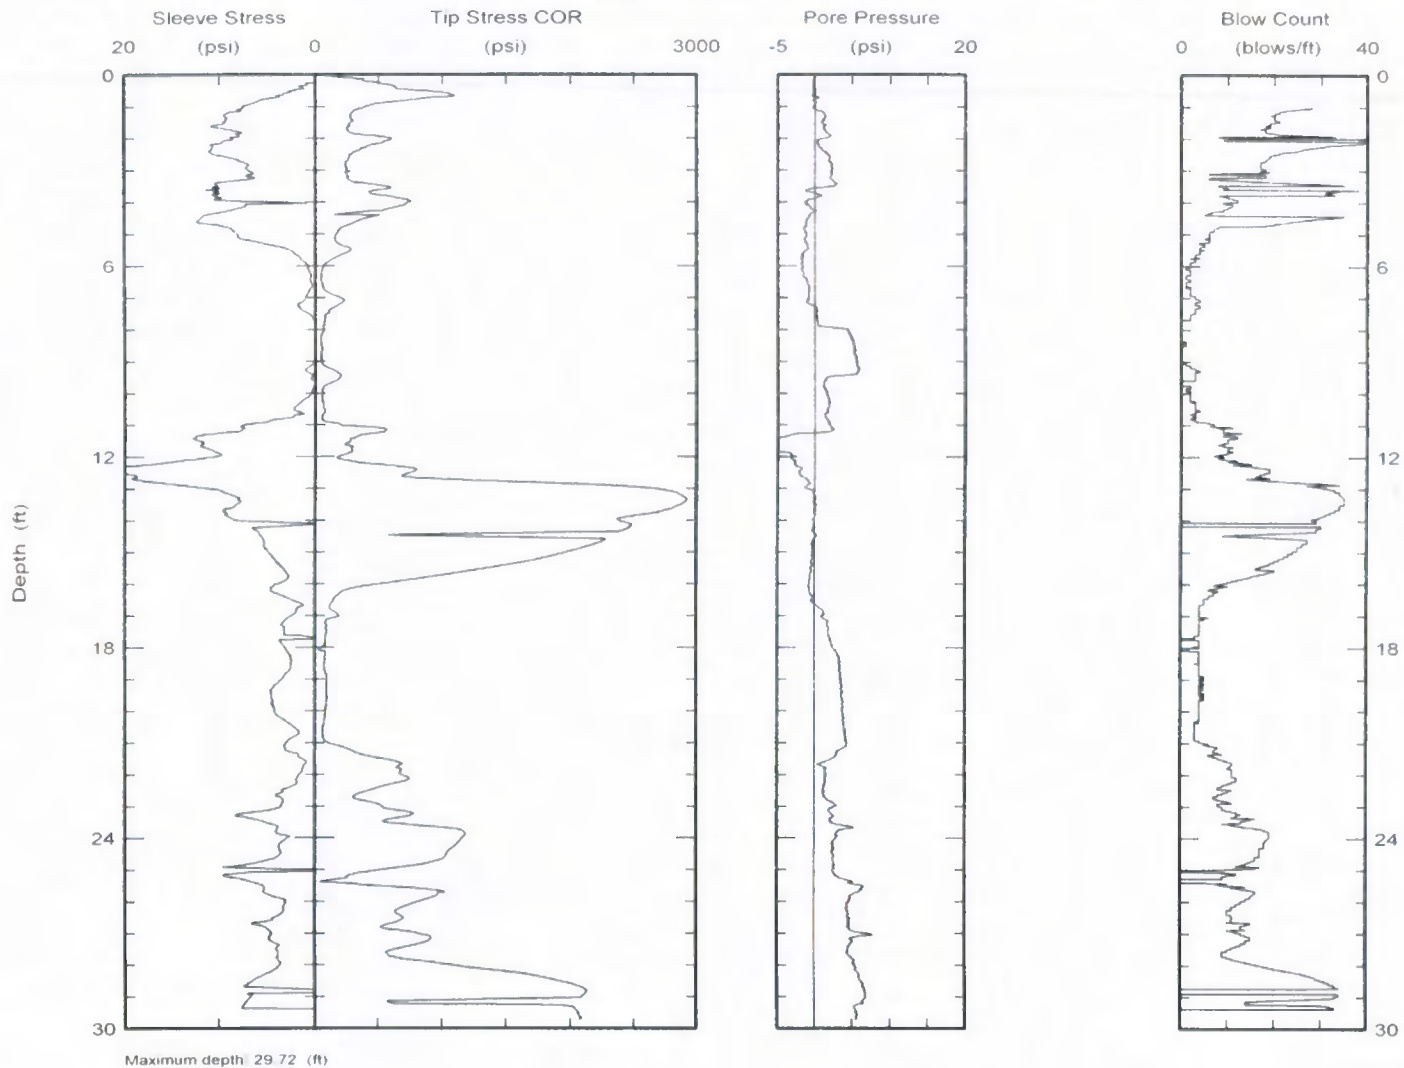 Sleeve Stress Tip Stress COR Pore Pressure Blow Count
20 (psi) 0 (psi) 3000 -5 (psi) 20 0 (blows/ft) 40
0 0
6 6
12 12
Depth (ft)
18 18
24 24
30 30
Maximum depth 29.72 (ft)